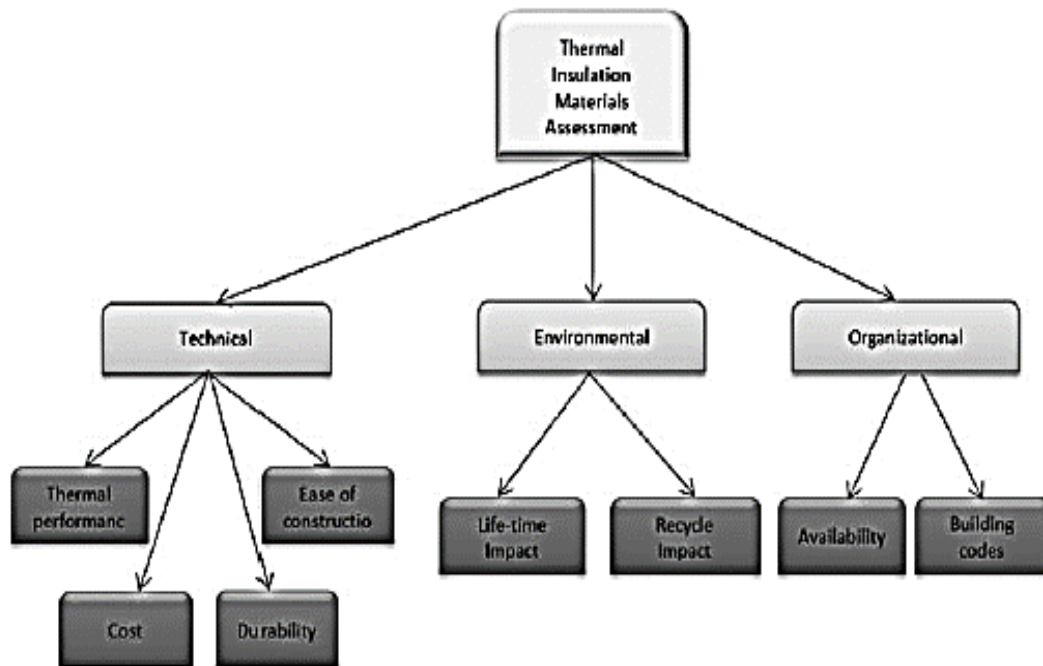 Thermal
Insulation
Materials
Assessment
Technical
Environmental
Organizational
Thermal
performanc
Ease of
constructio
Life-time
Impact
Recycle
Impact
Availability
Building
codes
Cost
Durability